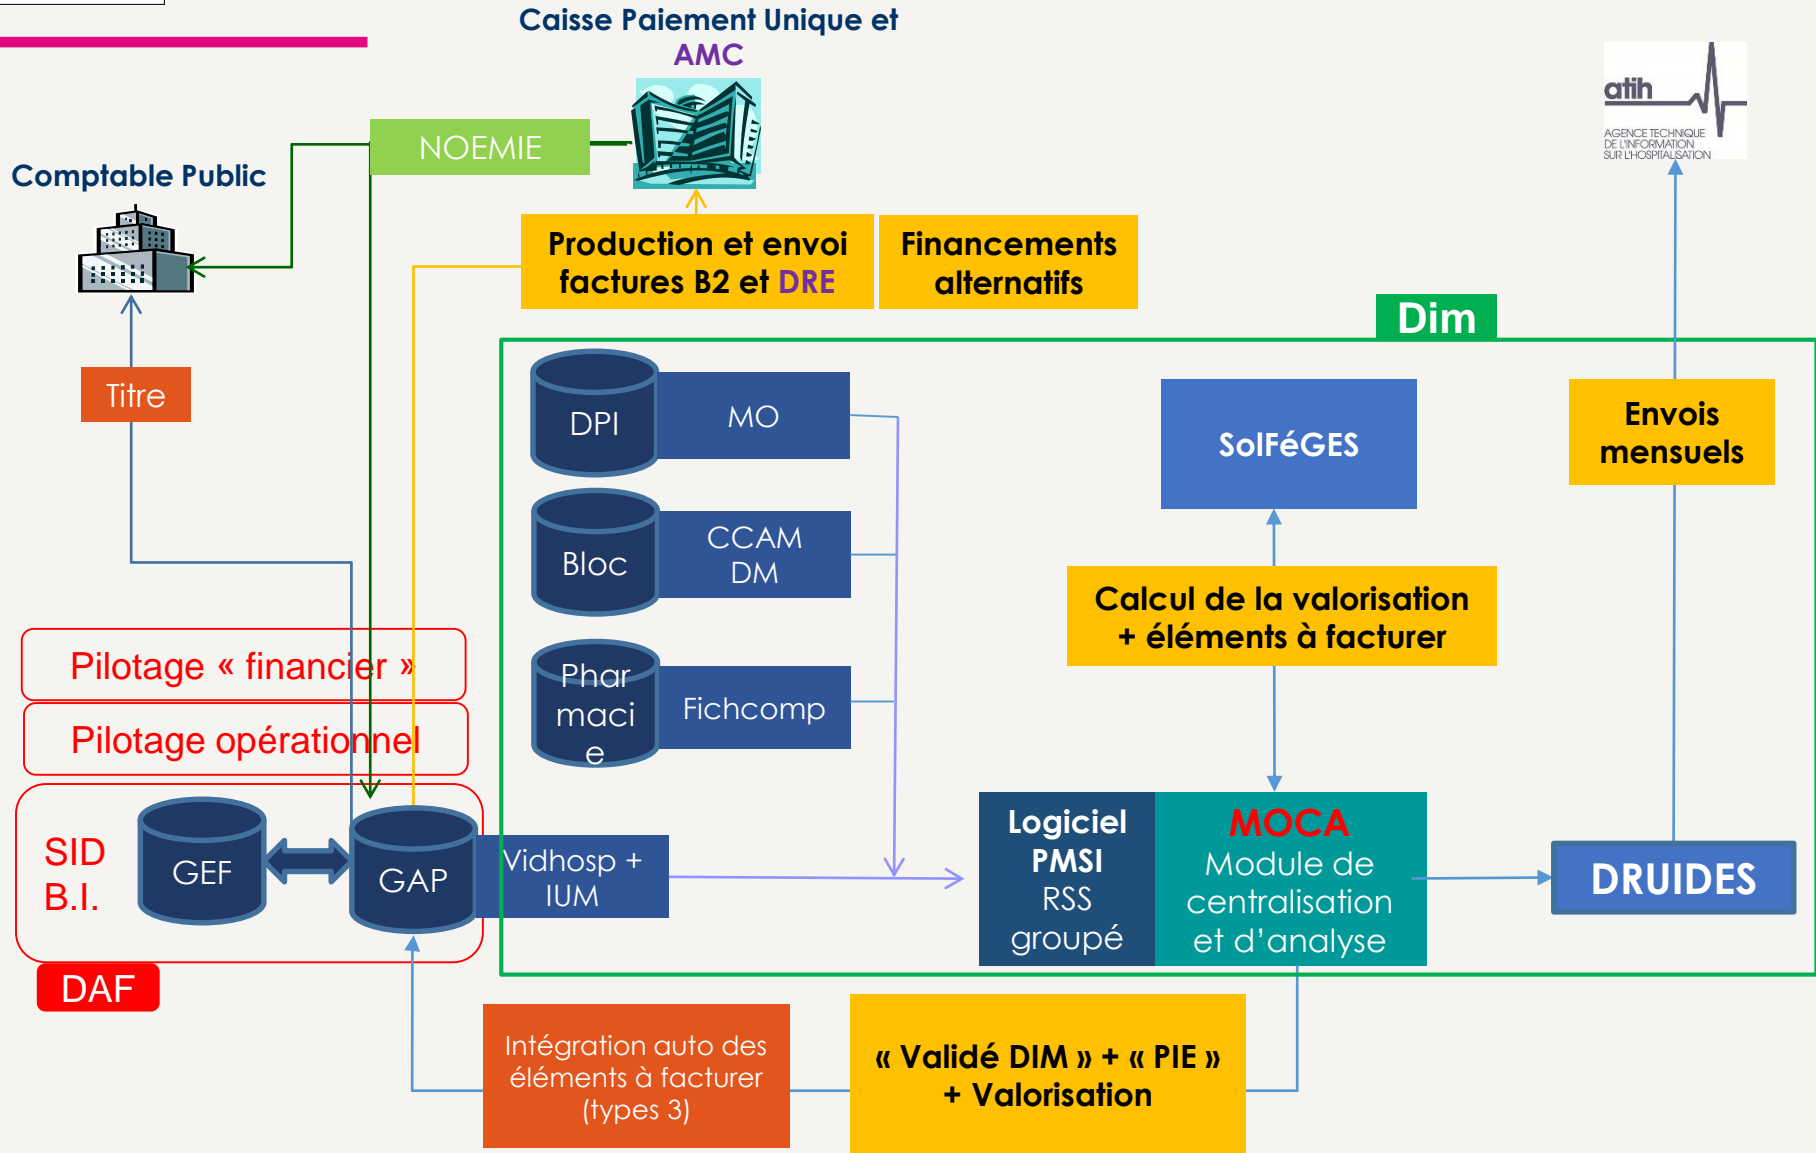 Caisse Paiement Unique et
AMC
atih
AGENCE TECHNIQUE
DE L'INFORMATION
SUR L'HOSPITALISATION
NOEMIE
Comptable Public
Production et envoi
factures B2 et DRE
Financements
alternatifs
Dim
Titre
DPI
MO
SolFéGES
Envois
mensuels
Bloc
CCAM
DM
Calcul de la valorisation
+ éléments à facturer
Pilotage « financier »
Phar
maci
e
Fichcomp
Pilotage opérationnel
SID
B.I.
GEF
GAP
Vidhosp +
IUM
Logiciel
PMSI
RSS
groupé
MOCA
Module de
centralisation
et d'analyse
DRUIDES
DAF
Intégration auto des
éléments à facturer
(types 3)
« Validé DIM » + « PIE »
+ Valorisation